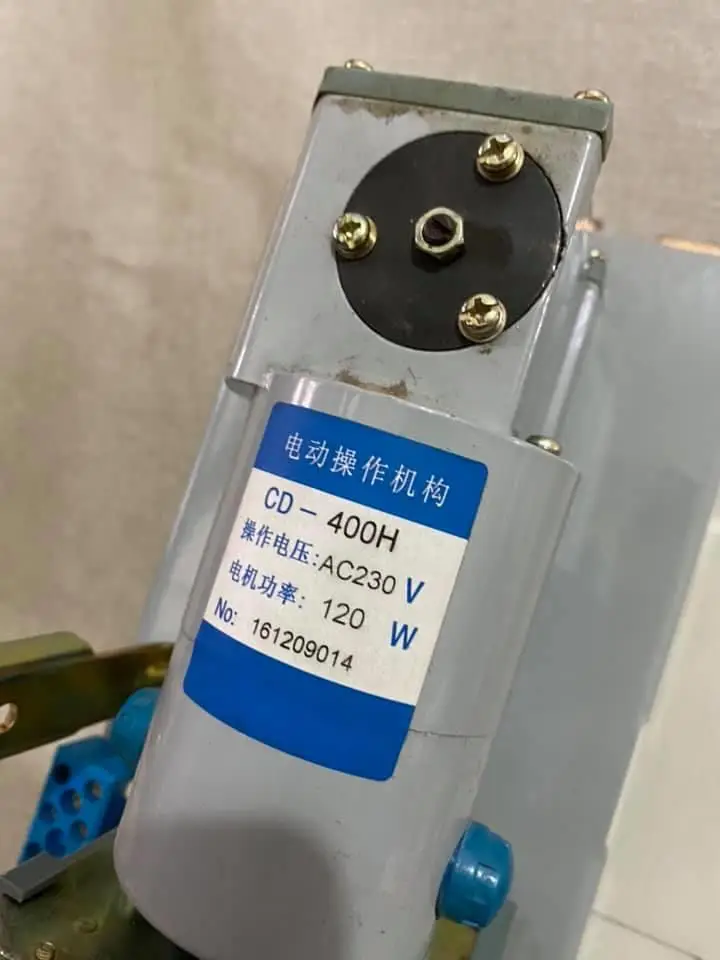 电动操作机构
CD-400H
操作电压:AC230 V
电机功率: 120 W
No: 161209014